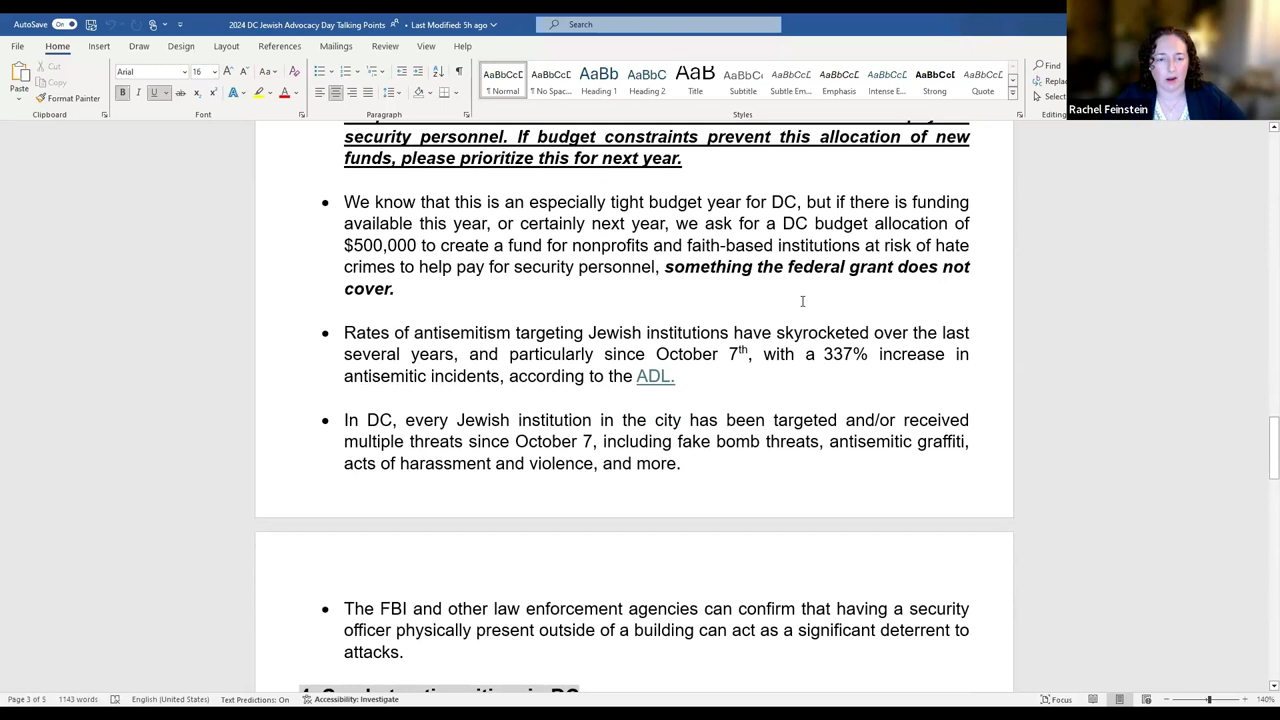 AutoSave On 2024 DC Jewish Advocacy Day Talking Points Last Modified: 5h ago Search
File Home Insert Draw Design Layout References Mailings Review View Help
Paste
Cut
Copy
Format Painter
Arial 16
AaBbCcD AaBbCcD AaBb AaBbC AaB AaBbCcD AaBbCcD AaBbCcD AaBbCcD AaBbCcD AaBbCcD
¶ Normal ¶ No Spac... Heading 1 Heading 2 Title Subtitle Subtle Em... Emphasis Intense E... Strong Quote
Find
Clipboard Font Paragraph Styles Editing
Rachel Feinstein
security personnel. If budget constraints prevent this allocation of new
funds, please prioritize this for next year.
• We know that this is an especially tight budget year for DC, but if there is funding
available this year, or certainly next year, we ask for a DC budget allocation of
$500,000 to create a fund for nonprofits and faith-based institutions at risk of hate
crimes to help pay for security personnel, something the federal grant does not
cover.
• Rates of antisemitism targeting Jewish institutions have skyrocketed over the last
several years, and particularly since October 7th, with a 337% increase in
antisemitic incidents, according to the ADL.
• In DC, every Jewish institution in the city has been targeted and/or received
multiple threats since October 7, including fake bomb threats, antisemitic graffiti,
acts of harassment and violence, and more.
• The FBI and other law enforcement agencies can confirm that having a security
officer physically present outside of a building can act as a significant deterrent to
attacks.
Page 3 of 5 1143 words English (United States) Text Predictions: On Accessibility: Investigate Focus 140%